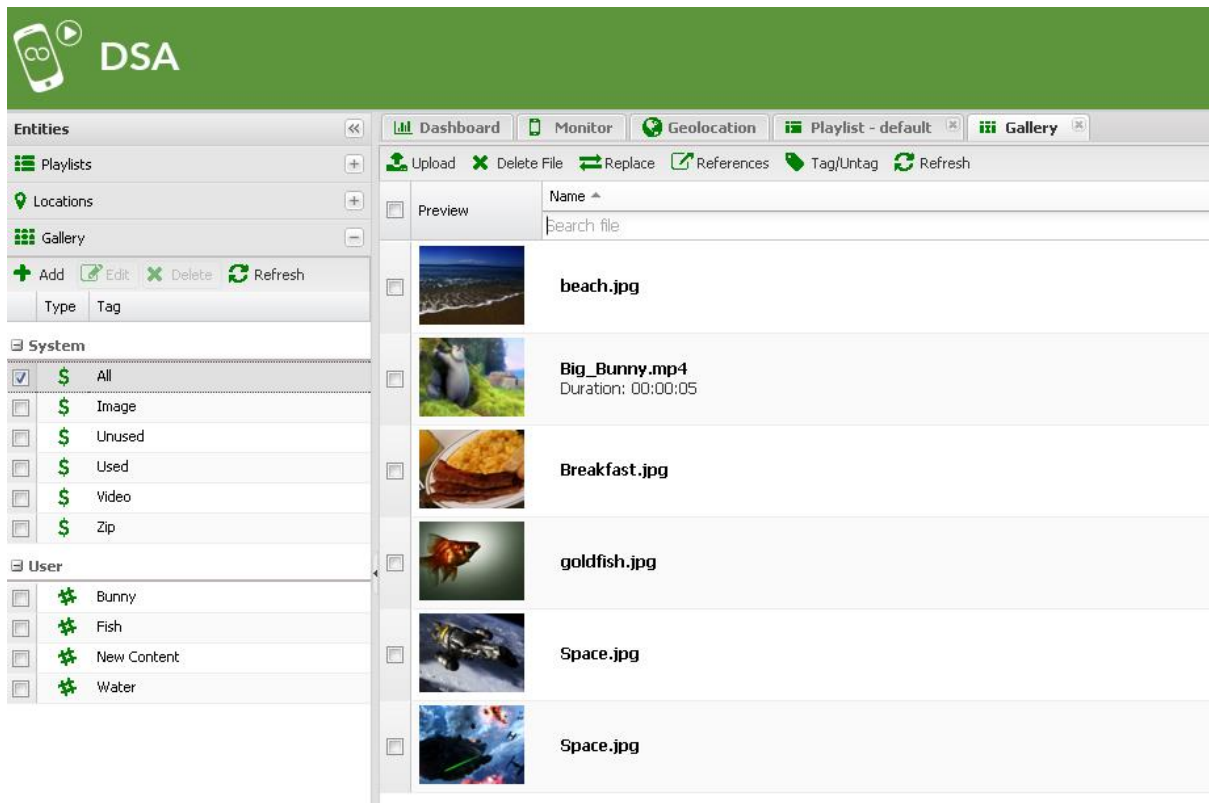 DSA
Entities
Playlists
Locations
Gallery
Add Edit Delete Refresh
Type Tag
System
$ All
$ Image
$ Unused
$ Used
$ Video
$ Zip
User
# Bunny
# Fish
# New Content
# Water
Dashboard Monitor Geolocation Playlist - default Gallery
Upload Delete File Replace References Tag/Untag Refresh
Preview Name
Search file
beach.jpg
Big_Bunny.mp4
Duration: 00:00:05
Breakfast.jpg
goldfish.jpg
Space.jpg
Space.jpg